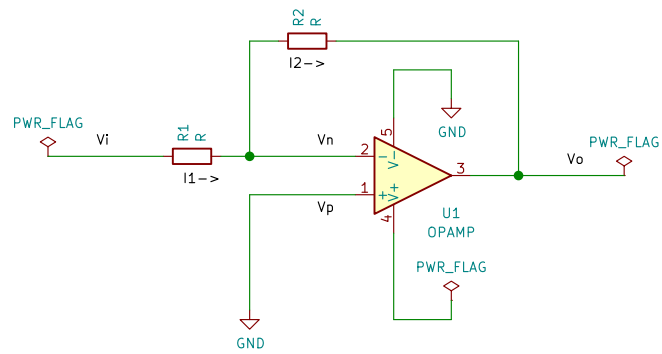 R2
R
I2->
PWR_FLAG
Vi
R1
R
I1->
Vn
Vp
2
1
5
4
3
-
+
V-
V+
GND
U1
OPAMP
Vo
PWR_FLAG
PWR_FLAG
GND